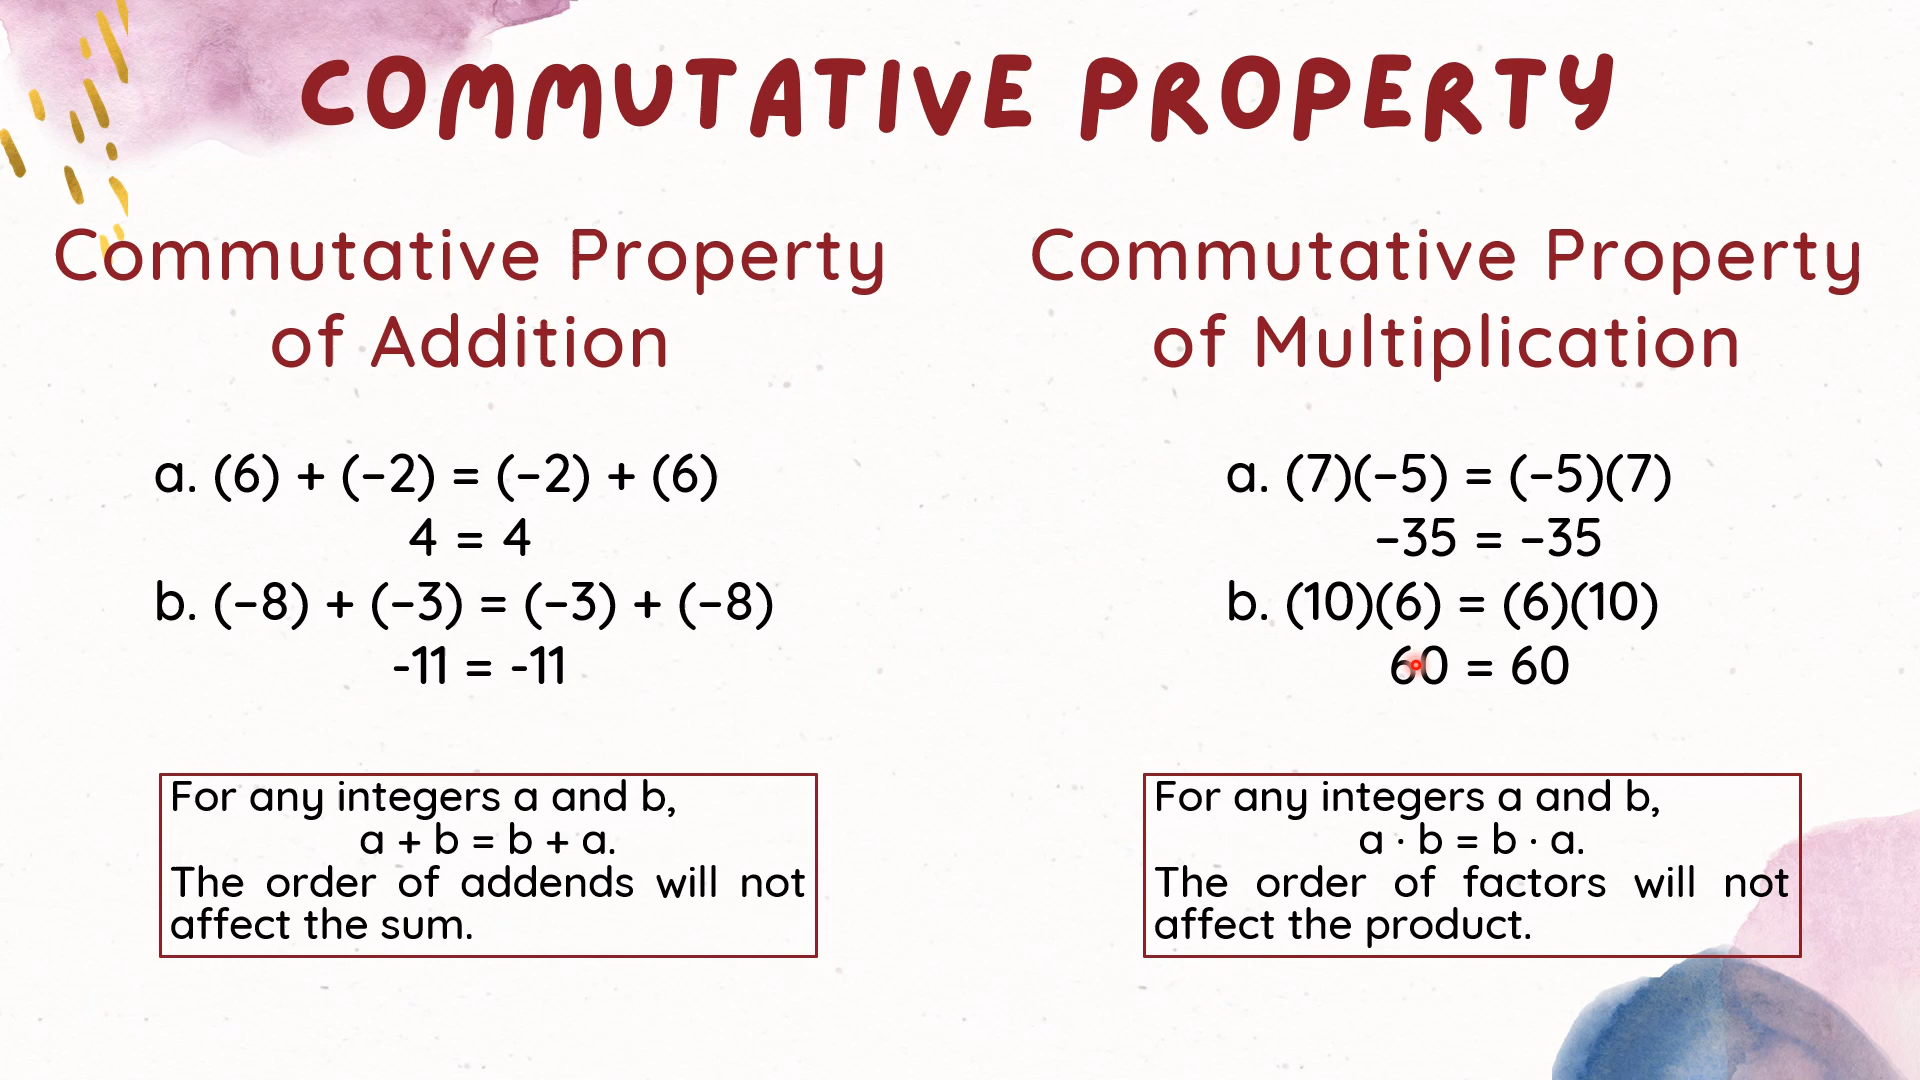 COMMUTATIVE PROPERTY
Commutative Property
of Addition
a. (6) + (–2) = (–2) + (6)
4 = 4
b. (–8) + (–3) = (–3) + (–8)
-11 = -11
For any integers a and b,
a + b = b + a.
The order of addends will not
affect the sum.
Commutative Property
of Multiplication
a. (7)(–5) = (–5)(7)
–35 = –35
b. (10)(6) = (6)(10)
60 = 60
For any integers a and b,
a · b = b · a.
The order of factors will not
affect the product.